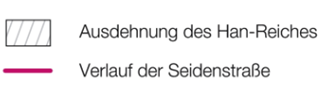 Ausdehnung des Han-Reiches
Verlauf der Seidenstraße